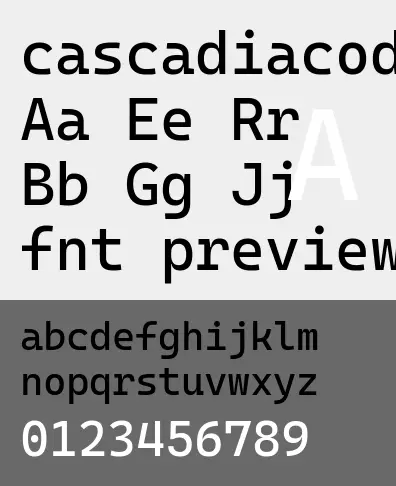 cascadiacod
Aa Ee Rr
A
Bb Gg Jj
fnt preview
abcdefghijklm
nopqrstuvwxyz
0123456789